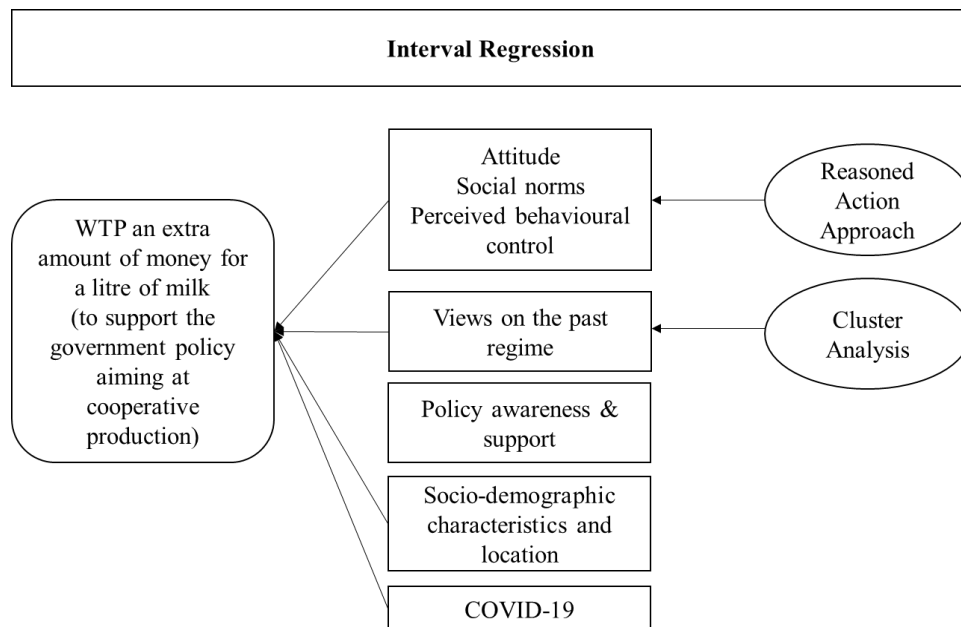 Interval Regression
WTP an extra
amount of money for
a litre of milk
(to support the
government policy
aiming at
cooperative
production)
Attitude
Social norms
Perceived behavioural
control
Views on the past
regime
Policy awareness &
support
Socio-demographic
characteristics and
location
COVID-19
Reasoned
Action
Approach
Cluster
Analysis